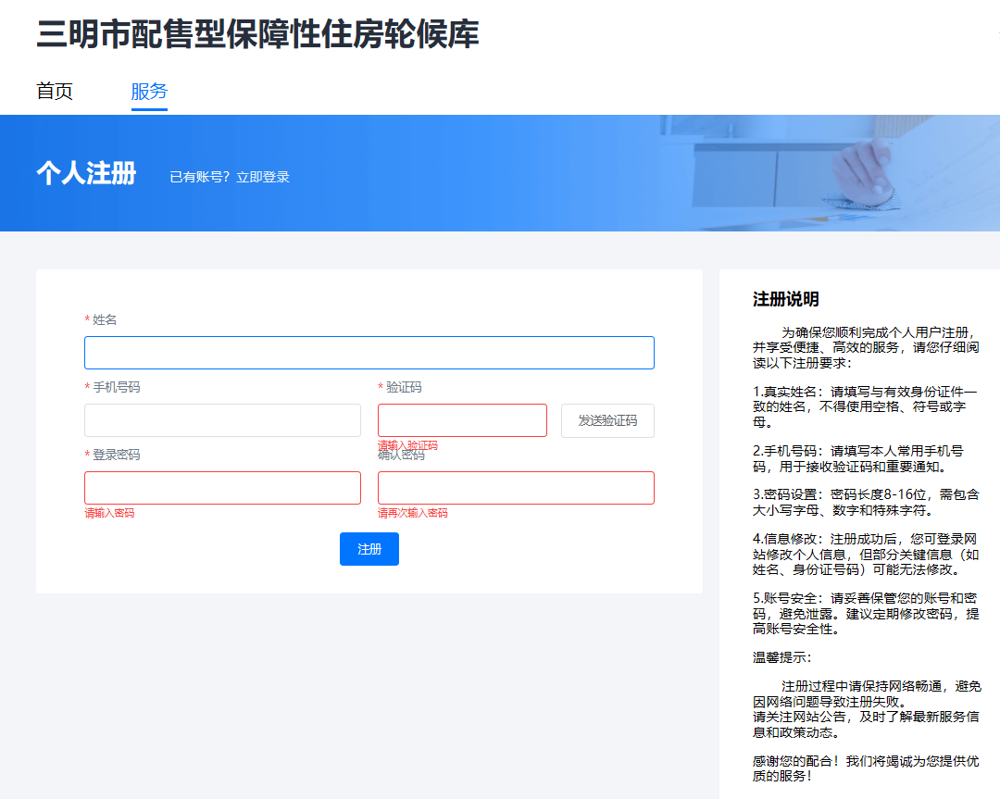 三明市配售型保障性住房轮候库
首页 服务
个人注册 已有账号？立即登录
* 姓名
* 手机号码 * 验证码
发送验证码
请输入验证码
* 登录密码 确认密码
请输入密码 请再次输入密码
注册
注册说明
为确保您顺利完成个人用户注册，
并享受便捷、高效的服务，请您仔细阅
读以下注册要求：
1.真实姓名：请填写与有效身份证件一
致的姓名，不得使用空格、符号或字
母。
2.手机号码：请填写本人常用手机号
码，用于接收验证码和重要通知。
3.密码设置：密码长度8-16位，需包含
大小写字母、数字和特殊字符。
4.信息修改：注册成功后，您可登录网
站修改个人信息，但部分关键信息（如
姓名、身份证号码）可能无法修改。
5.账号安全：请妥善保管您的账号和密
码，避免泄露。建议定期修改密码，提
高账号安全性。
温馨提示：
注册过程中请保持网络畅通，避免
因网络问题导致注册失败。
请关注网站公告，及时了解最新服务信
息和政策动态。
感谢您的配合！我们将竭诚为您提供优
质的服务！